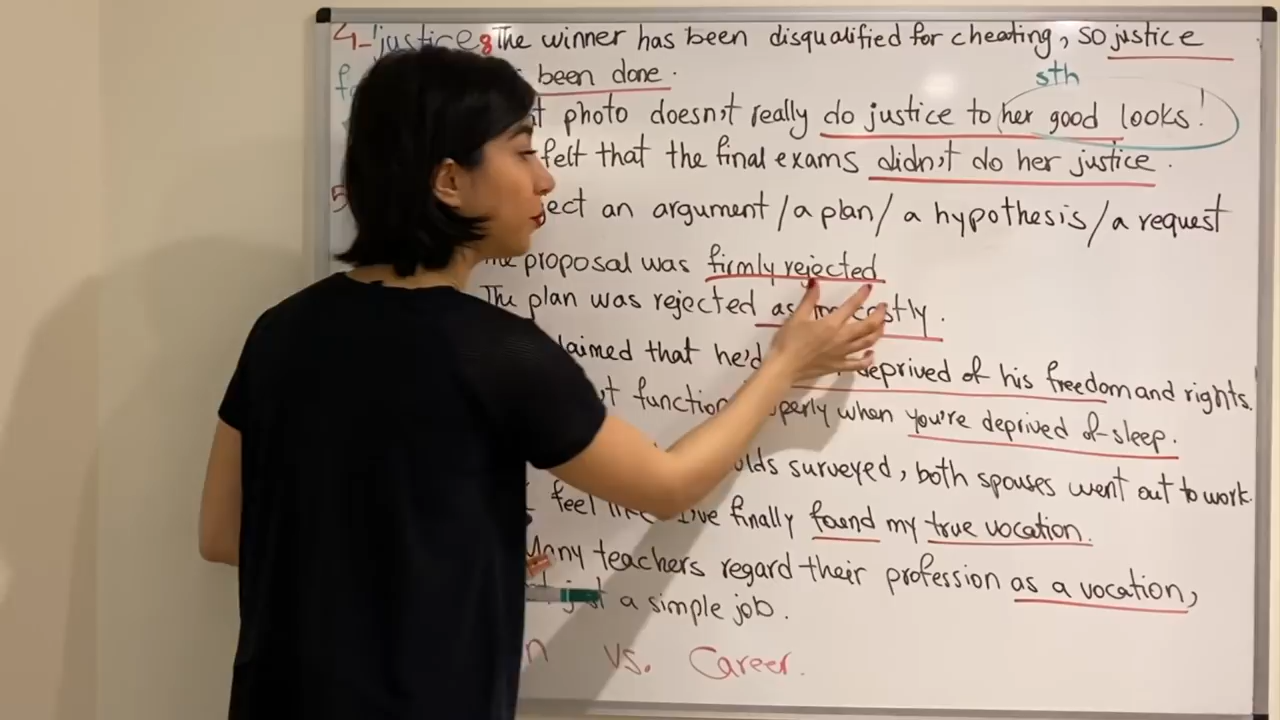 4- justice: The winner has been disqualified for cheating, so justice
been done.
sth
photo doesn't really do justice to her good looks!
felt that the final exams didn't do her justice.
5
ject an argument / a plan / a hypothesis / a request
proposal was firmly rejected
The plan was rejected as costly.
laimed that he'd deprived of his freedom and rights.
t function perly when you're deprived of sleep.
olds surveyed, both spouses went out to work.
feel I've finally found my true vocation.
Many teachers regard their profession as a vocation,
a simple job.
n vs. Career.